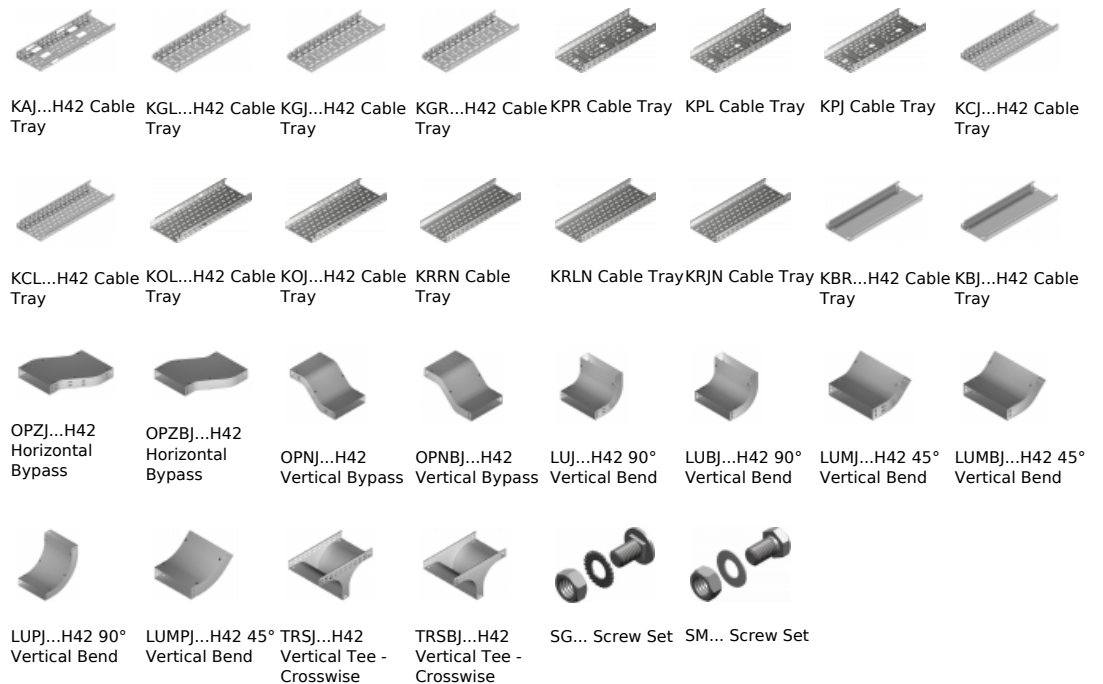 KAJ...H42 Cable
Tray
KGL...H42 Cable
Tray
KGJ...H42 Cable
Tray
KGR...H42 Cable
Tray
KPR Cable Tray
KPL Cable Tray
KPJ Cable Tray
KCJ...H42 Cable
Tray
KCL...H42 Cable
Tray
KOL...H42 Cable
Tray
KOJ...H42 Cable
Tray
KRRN Cable
Tray
KRLN Cable Tray
KRJN Cable Tray
KBR...H42 Cable
Tray
KBJ...H42 Cable
Tray
OPZJ...H42
Horizontal
Bypass
OPZBJ...H42
Horizontal
Bypass
OPNJ...H42
Vertical Bypass
OPNBJ...H42
Vertical Bypass
LUJ...H42 90°
Vertical Bend
LUBJ...H42 90°
Vertical Bend
LUMJ...H42 45°
Vertical Bend
LUMBJ...H42 45°
Vertical Bend
LUPJ...H42 90°
Vertical Bend
LUMPJ...H42 45°
Vertical Bend
TRSJ...H42
Vertical Tee -
Crosswise
TRSBJ...H42
Vertical Tee -
Crosswise
SG... Screw Set
SM... Screw Set